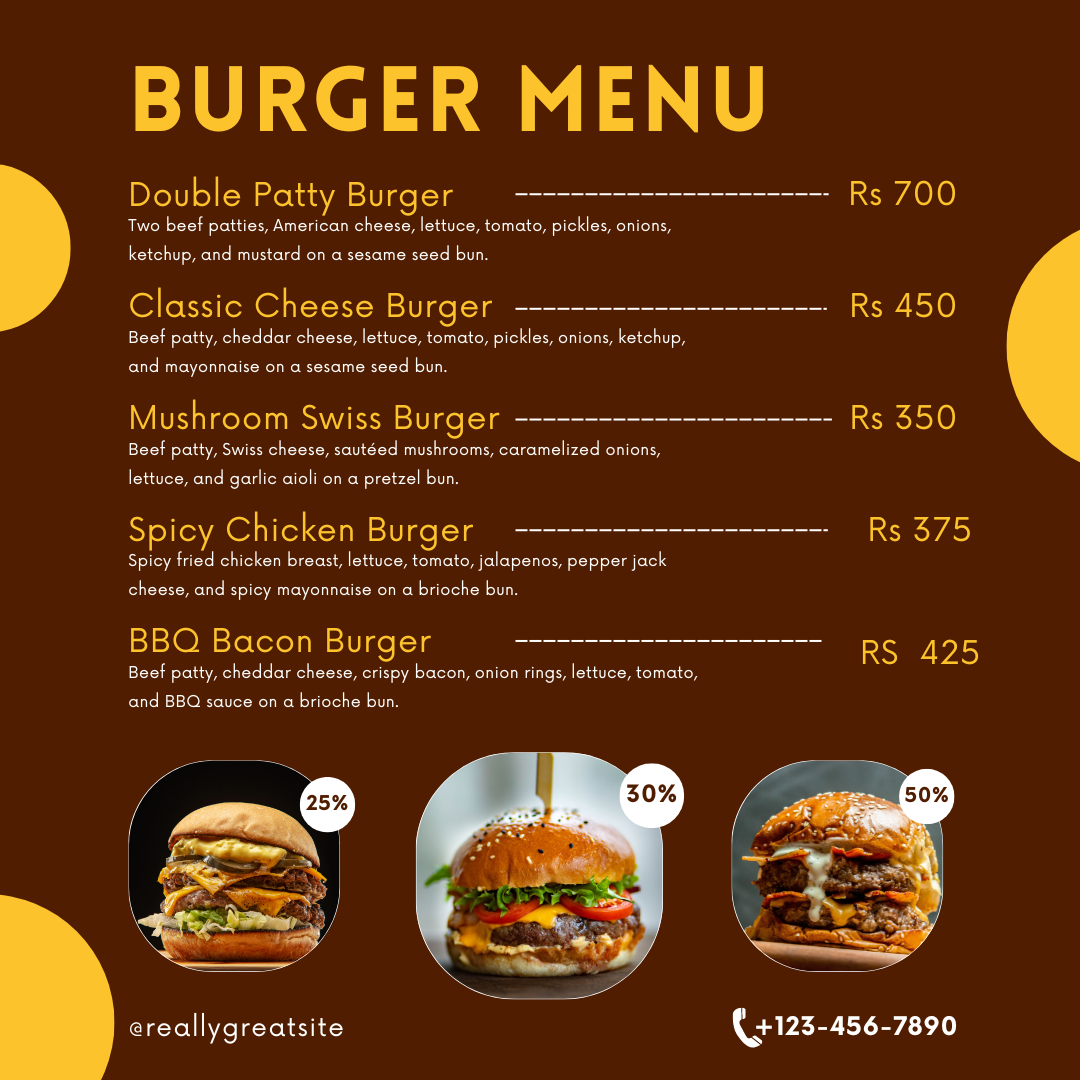 BURGER MENU
Double Patty Burger ----------------------- Rs 700
Two beef patties, American cheese, lettuce, tomato, pickles, onions,
ketchup, and mustard on a sesame seed bun.
Classic Cheese Burger ----------------------- Rs 450
Beef patty, cheddar cheese, lettuce, tomato, pickles, onions, ketchup,
and mayonnaise on a sesame seed bun.
Mushroom Swiss Burger ----------------------- Rs 350
Beef patty, Swiss cheese, sautéed mushrooms, caramelized onions,
lettuce, and garlic aioli on a pretzel bun.
Spicy Chicken Burger ----------------------- Rs 375
Spicy fried chicken breast, lettuce, tomato, jalapenos, pepper jack
cheese, and spicy mayonnaise on a brioche bun.
BBQ Bacon Burger ---------------------- RS 425
Beef patty, cheddar cheese, crispy bacon, onion rings, lettuce, tomato,
and BBQ sauce on a brioche bun.
25%
30%
50%
@reallygreatsite
+123-456-7890